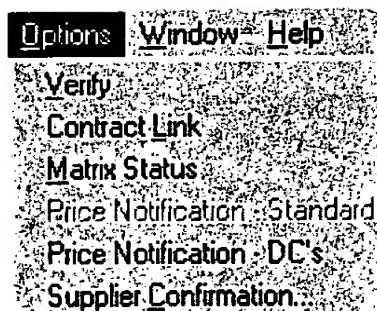 Options Window Help
Verify
Contract Link
Matrix Status
Price Notification - Standard
Price Notification - DC's
Supplier Confirmation...